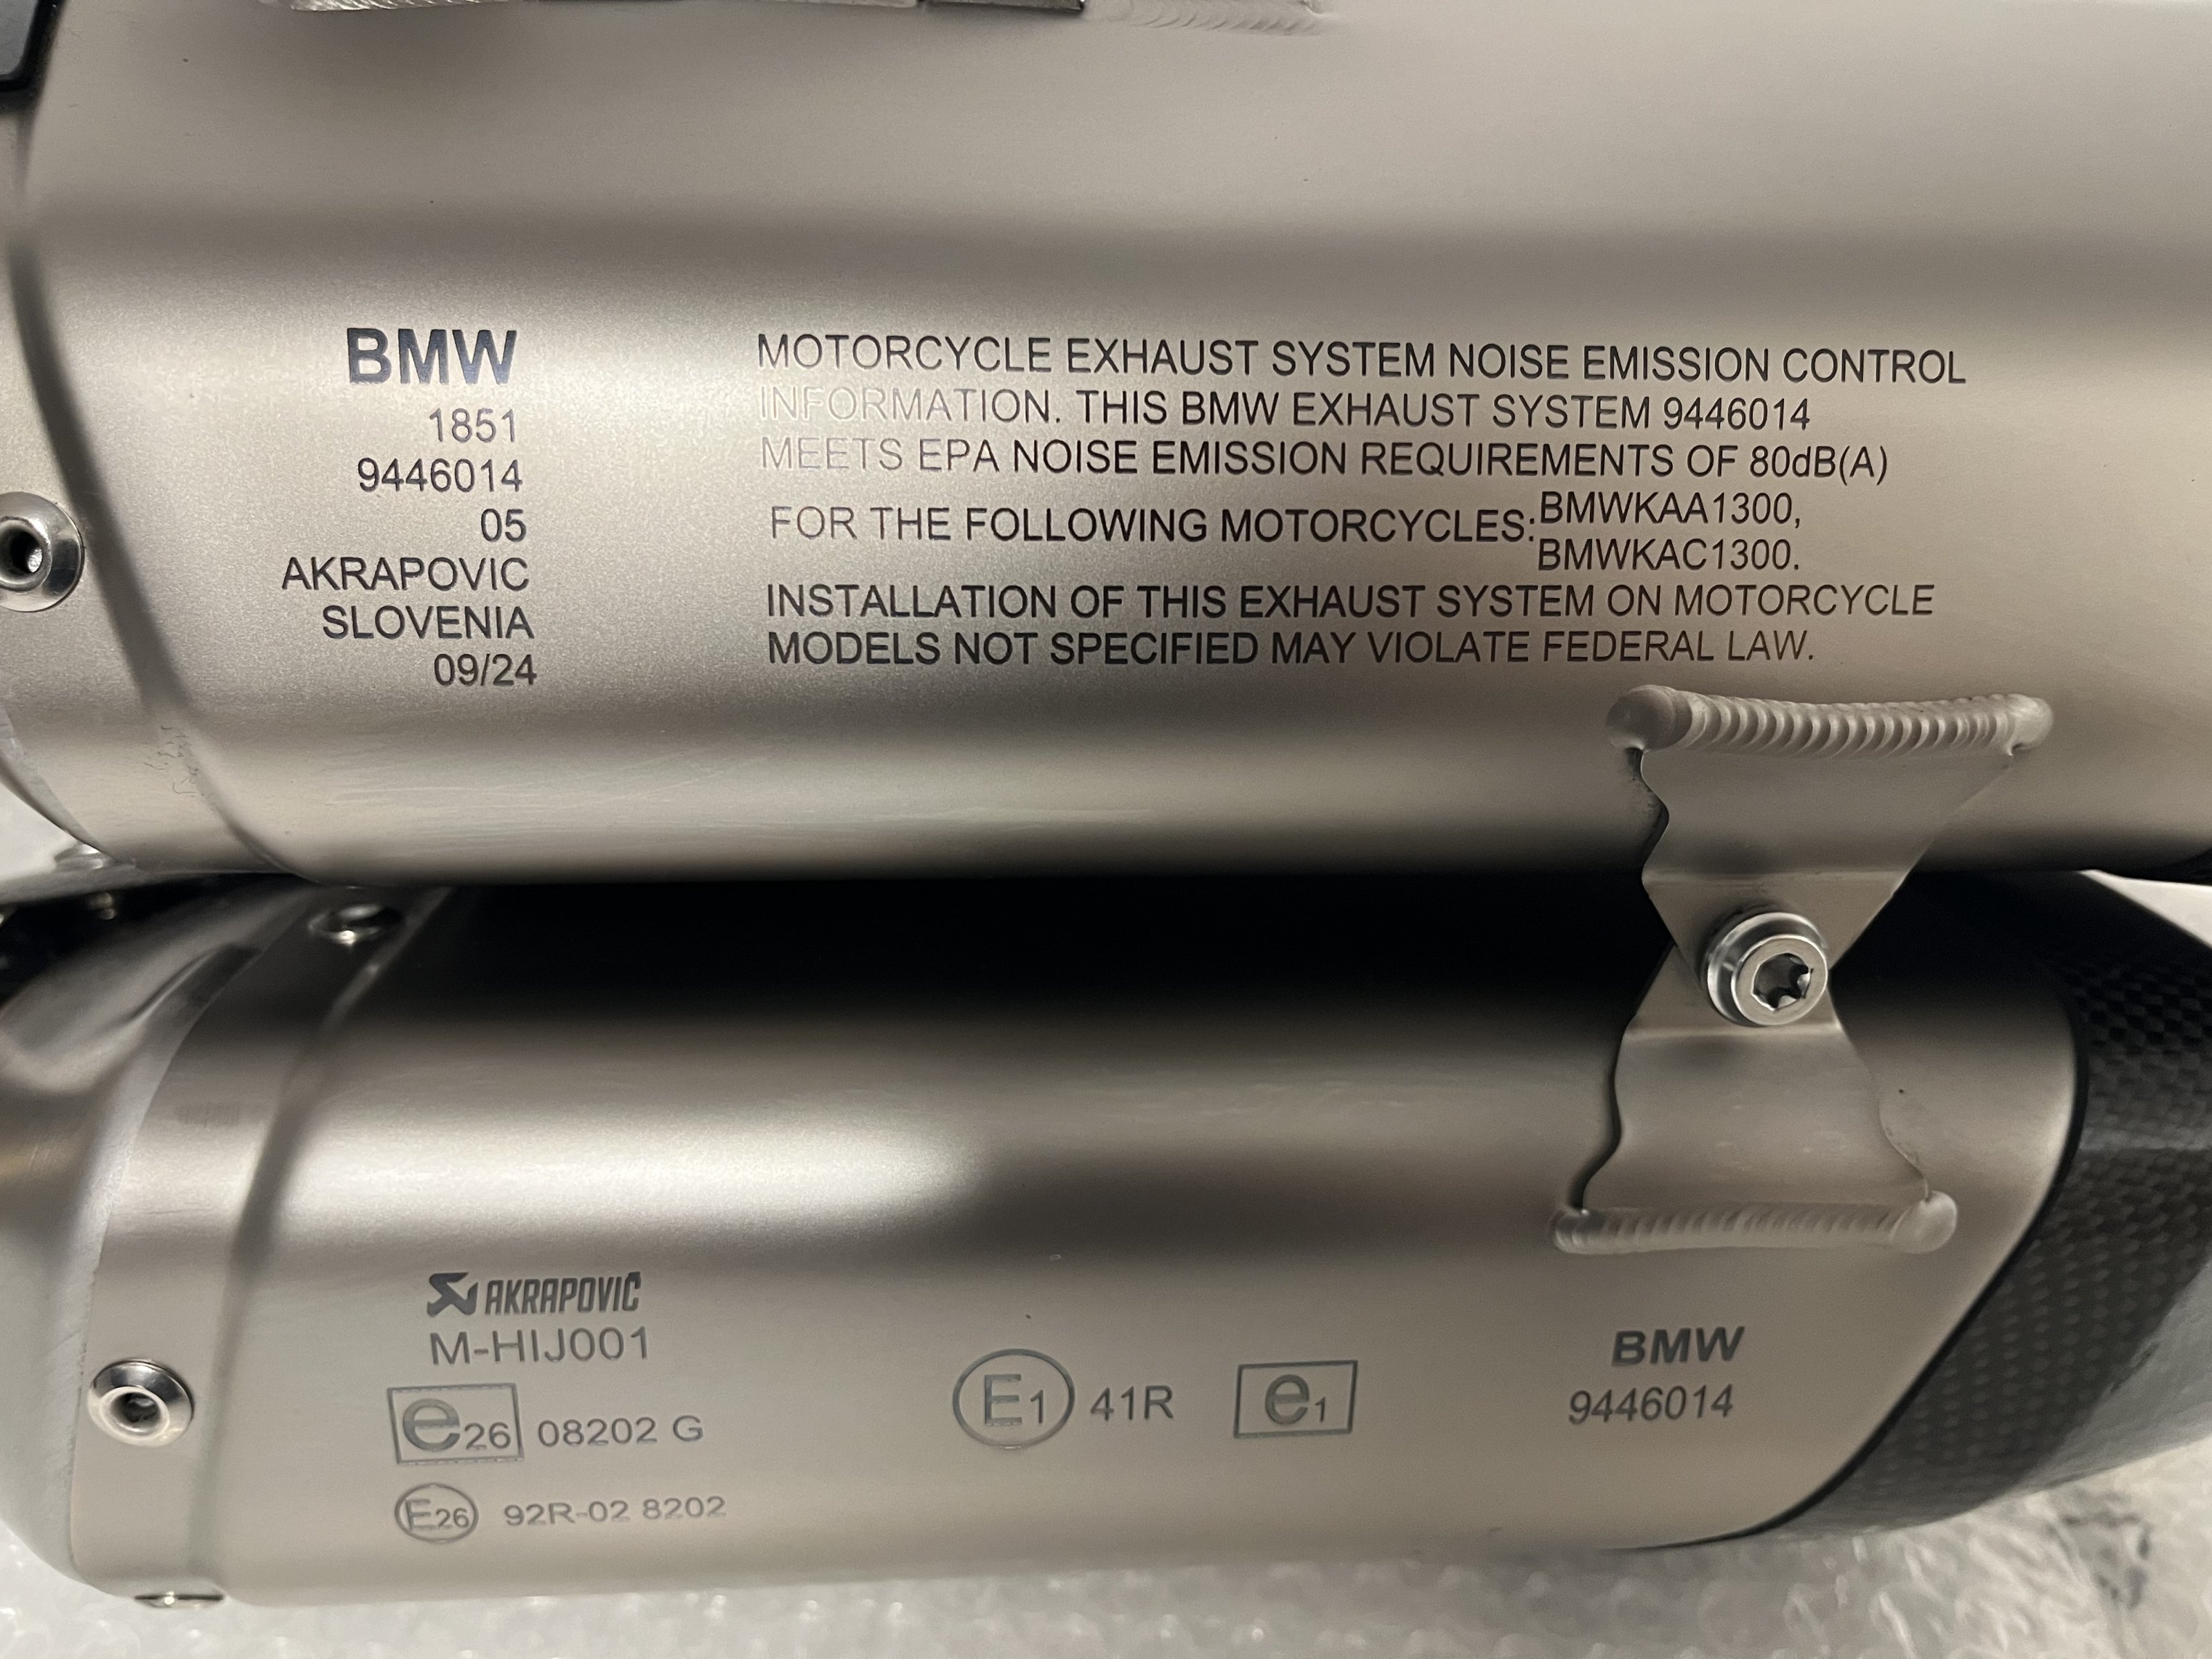 BMW
1851
9446014
05
AKRAPOVIC
SLOVENIA
09/24
MOTORCYCLE EXHAUST SYSTEM NOISE EMISSION CONTROL
INFORMATION. THIS BMW EXHAUST SYSTEM 9446014
MEETS EPA NOISE EMISSION REQUIREMENTS OF 80dB(A)
FOR THE FOLLOWING MOTORCYCLES: BMWKAA1300,
BMWKAC1300.
INSTALLATION OF THIS EXHAUST SYSTEM ON MOTORCYCLE
MODELS NOT SPECIFIED MAY VIOLATE FEDERAL LAW.
AKRAPOVIČ
M-HIJ001
e26 08202 G
E26 92R-02 8202
E1 41R e1
BMW
9446014